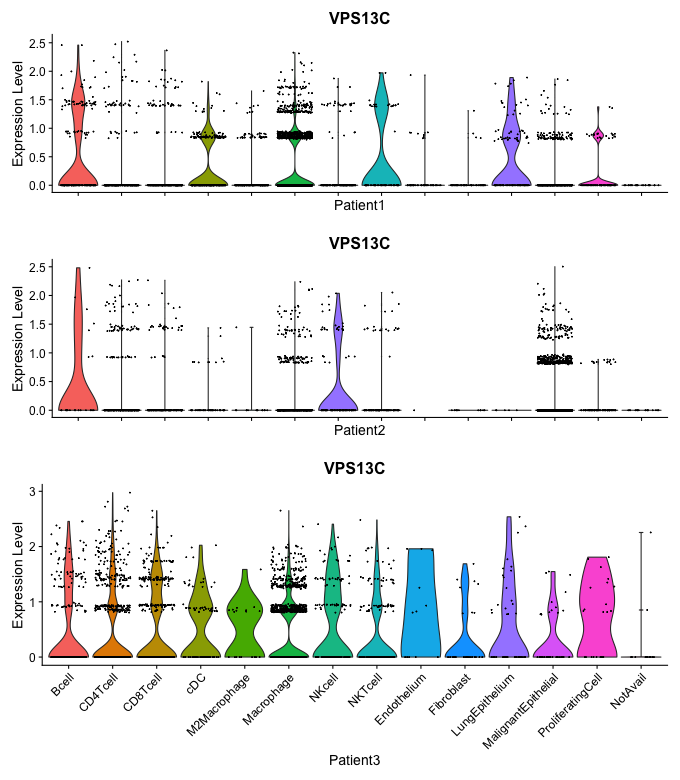 VPS13C
Expression Level
2.5
2.0
1.5
1.0
0.5
0.0
Patient1
VPS13C
Expression Level
2.5
2.0
1.5
1.0
0.5
0.0
Patient2
VPS13C
Expression Level
3
2
1
0
Bcell
CD4Tcell
CD8Tcell
cDC
M2Macrophage
Macrophage
NKcell
NKTcell
Endothelium
Fibroblast
LungEpithelium
MalignantEpithelial
ProliferatingCell
NotAvail
Patient3